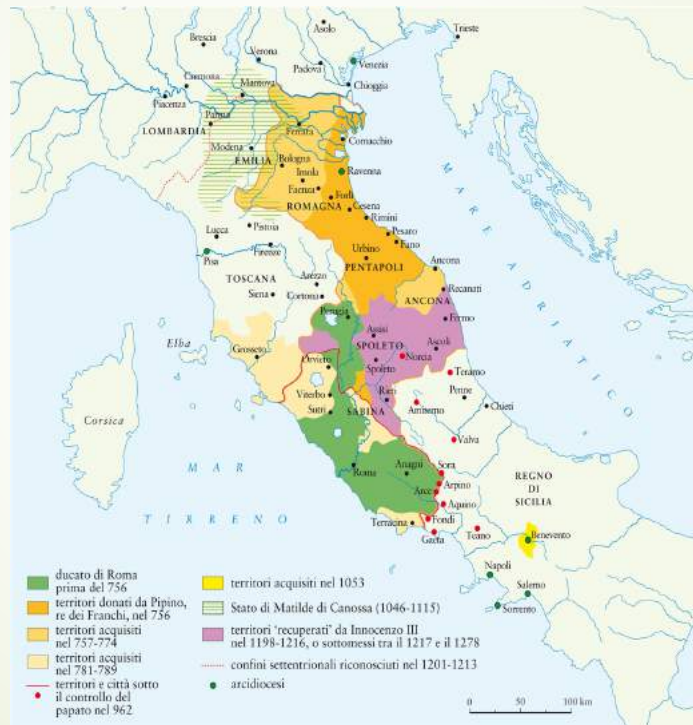 Asolo
Trieste
Brescia
Verona
Padova
Venezia
Cremona
Mantova
Chioggia
Piacenza
Parma
LOMBARDIA
Ferrara
Comacchio
Modena
EMILIA
Bologna
Imola
Ravenna
Faenza
Forlì
ROMAGNA
Cesena
Rimini
Lucca
Pistoia
Pesaro
Fano
Pisa
Firenze
Urbino
PENTAPOLI
Ancona
TOSCANA
Arezzo
ANCONA
Recanati
Siena
Cortona
Perugia
Fermo
Assisi
SPOLETO
Ascoli
Elba
Grosseto
Orvieto
Spoleto
Norcia
Teramo
Viterbo
Rieti
Penne
Sutri
SABINA
Amiterno
Chieti
Corsica
Valva
MARE ADRIATICO
MAR
TIRRENO
Roma
Anagni
Sora
Arpino
Arce
Aquino
REGNO
DI
SICILIA
Terracina
Fondi
Gaeta
Teano
Benevento
Napoli
Salerno
Sorrento
ducato di Roma
prima del 756
territori donati da Pipino,
re dei Franchi, nel 756
territori acquisiti
nel 757-774
territori acquisiti
nel 781-789
territori e città sotto
il controllo del
papato nel 962
territori acquisiti nel 1053
Stato di Matilde di Canossa (1046-1115)
territori ‘recuperati’ da Innocenzo III
nel 1198-1216, o sottomessi tra il 1217 e il 1278
confini settentrionali riconosciuti nel 1201-1213
arcidiocesi
0 50 100 km